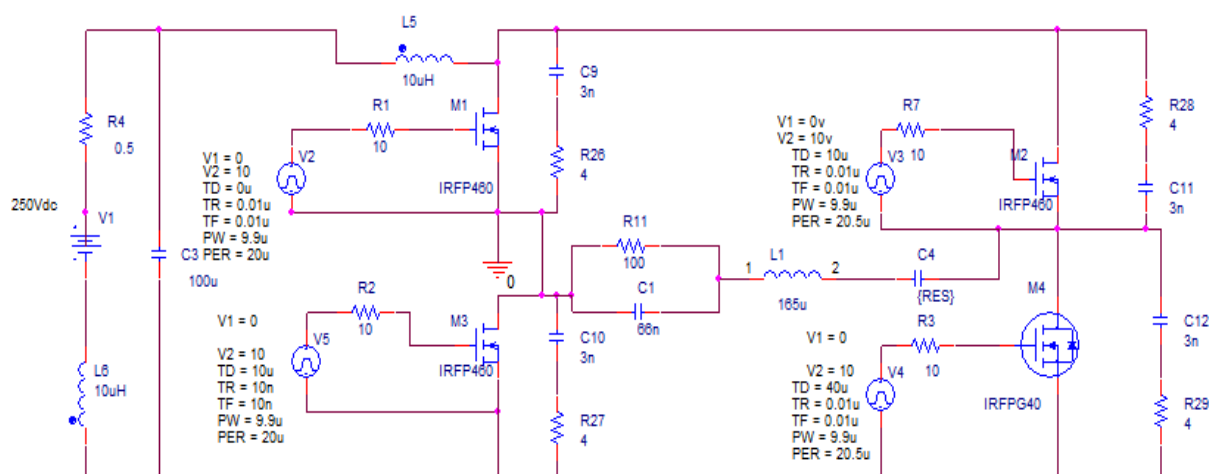 L5
10uH
R4
0.5
250Vdc
V1
C3
100u
L6
10uH
V1 = 0
V2 = 10
TD = 0u
TR = 0.01u
TF = 0.01u
PW = 9.9u
PER = 20u
V2
R1
10
M1
IRFP460
C9
3n
R26
4
0
V1 = 0
V2 = 10
TD = 10u
TR = 10n
TF = 10n
PW = 9.9u
PER = 20u
V5
R2
10
M3
IRFP460
C10
3n
R27
4
R11
100
C1
66n
1
L1
2
165u
C4
{RES}
V1 = 0v
V2 = 10v
TD = 10u
TR = 0.01u
TF = 0.01u
PW = 9.9u
PER = 20.5u
V3
R7
10
M2
IRFP460
R28
4
C11
3n
V1 = 0
V2 = 10
TD = 40u
TR = 0.01u
TF = 0.01u
PW = 9.9u
PER = 20.5u
V4
R3
10
M4
IRFPG40
C12
3n
R29
4